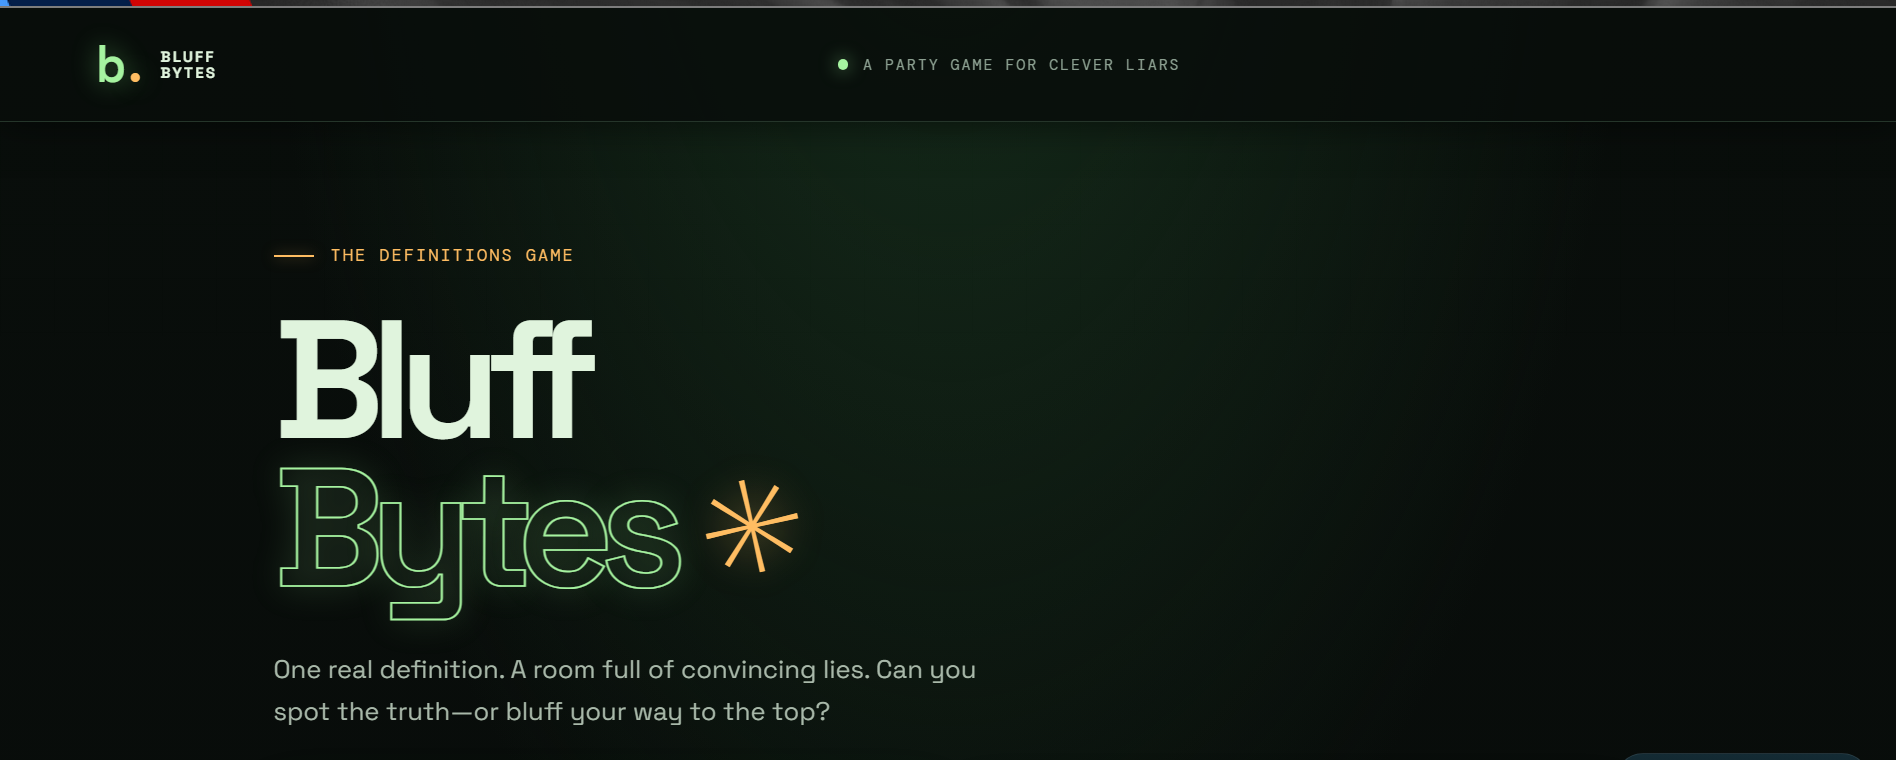 b.
BLUFF
BYTES
A PARTY GAME FOR CLEVER LIARS
THE DEFINITIONS GAME
Bluff
Bytes
One real definition. A room full of convincing lies. Can you
spot the truth—or bluff your way to the top?